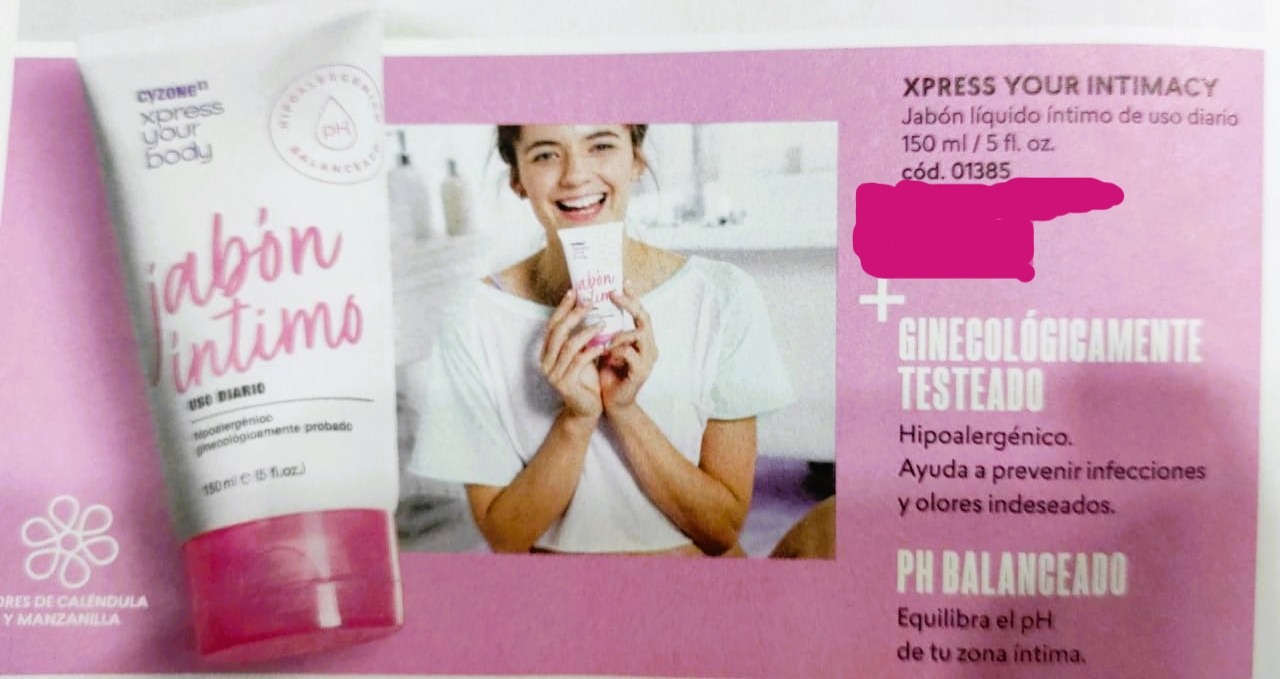 CYZONE
xpress
your
body
HIPOALERGÉNICO
pH
BALANCEADO
jabón
íntimo
USO DIARIO
hipoalergénico
ginecológicamente probado
150 ml e (5 fl.oz.)
ORES DE CALÉNDULA
Y MANZANILLA
jabón
íntimo
XPRESS YOUR INTIMACY
Jabón líquido íntimo de uso diario
150 ml / 5 fl. oz.
cód. 01385
+
GINECOLÓGICAMENTE
TESTEADO
Hipoalergénico.
Ayuda a prevenir infecciones
y olores indeseados.
PH BALANCEADO
Equilibra el pH
de tu zona íntima.